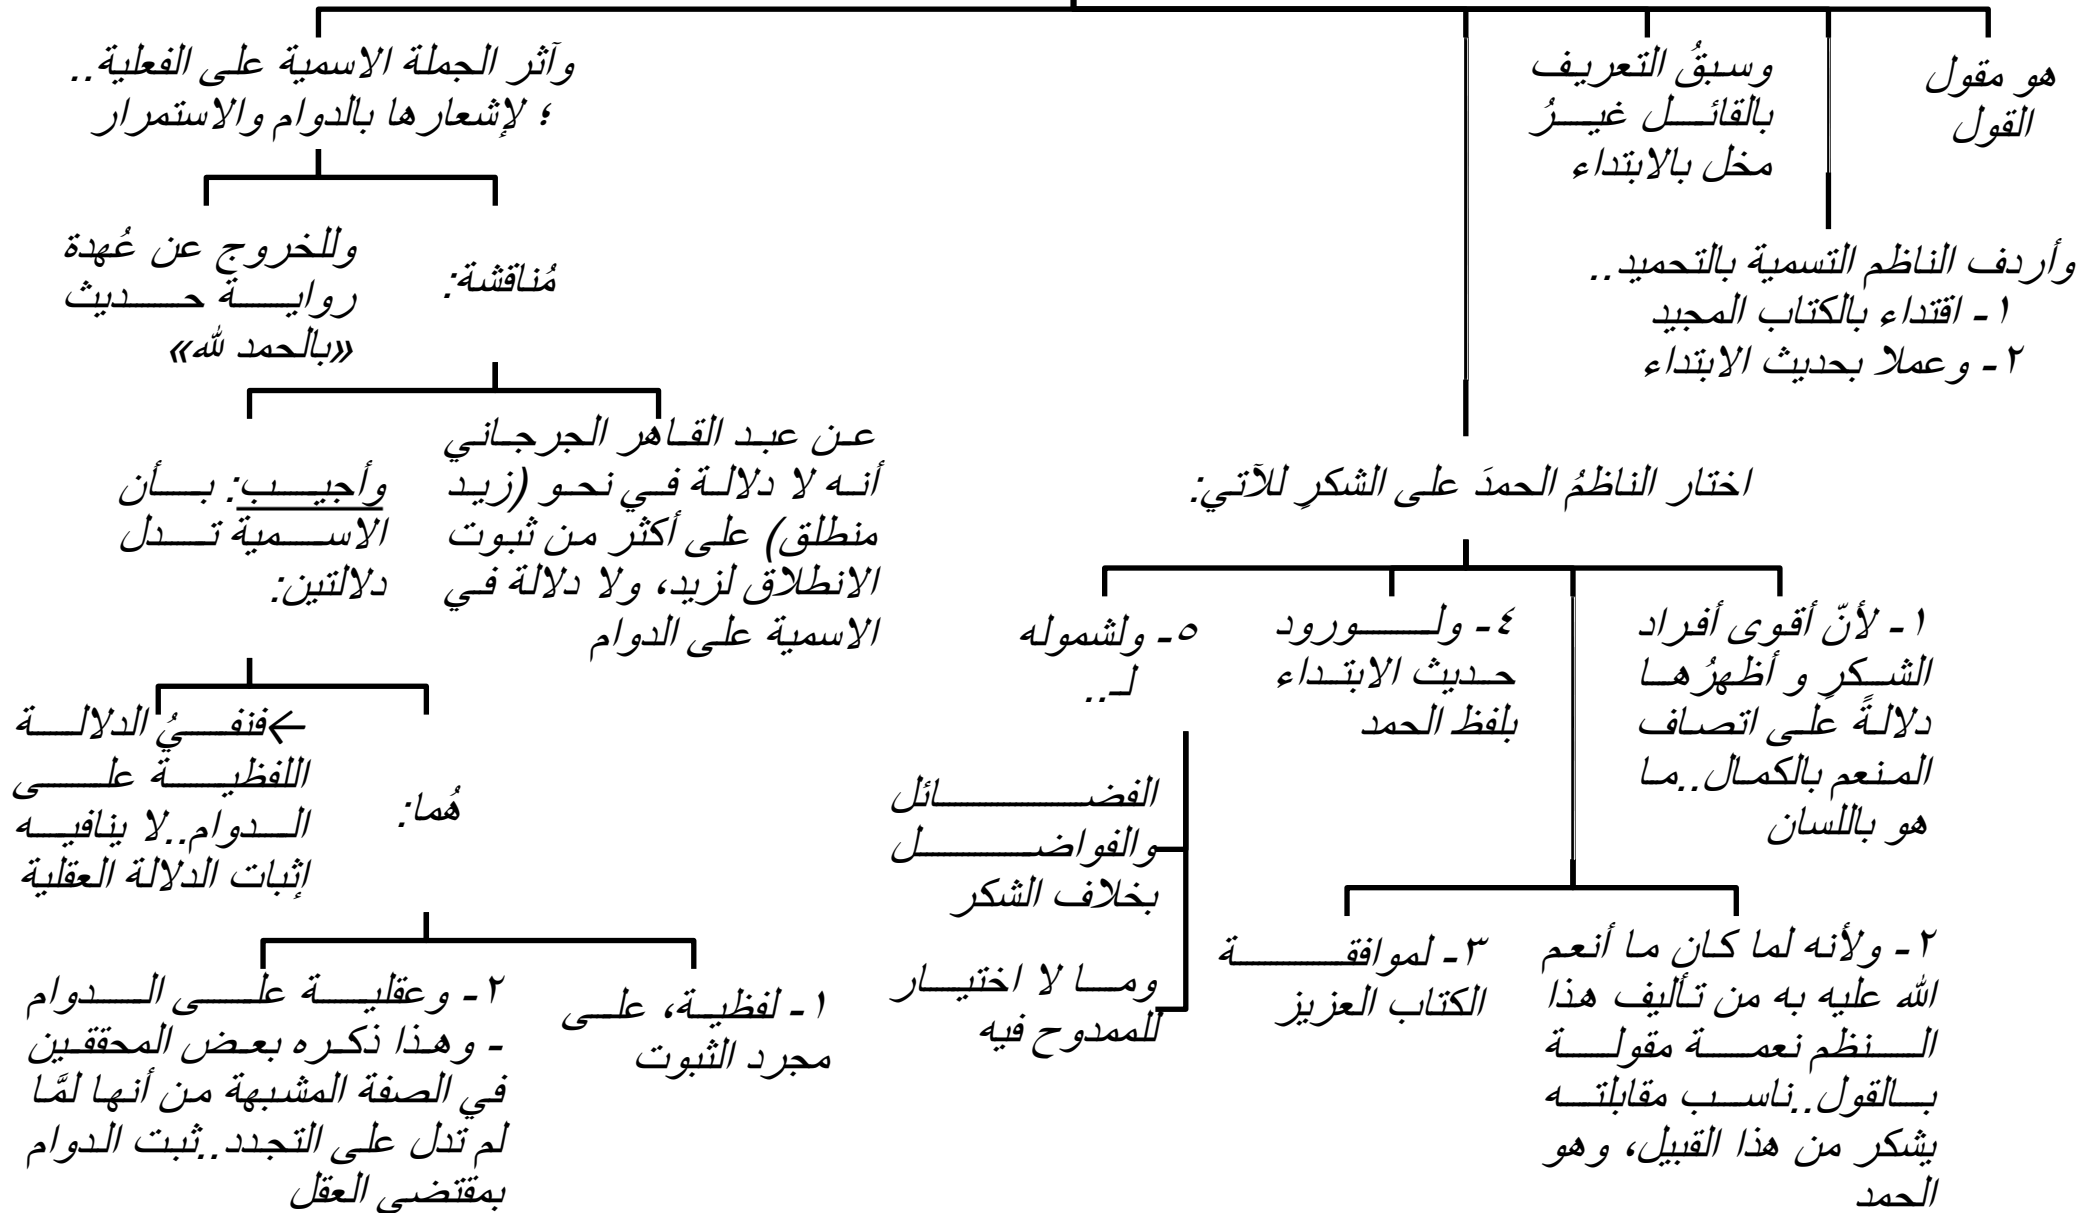 هو مقول
القول
وسبقُ التعريف
بالقائل غيرُ
مخل بالابتداء
وأردف الناظم التسمية بالتحميد..
١- اقتداء بالكتاب المجيد
٢- وعملا بحديث الابتداء
اختار الناظمُ الحمدَ على الشكرِ للآتي:
١- لأنّ أقوى أفراد
الشكرِ و أظهرُها
دلالةً على اتصاف
المنعم بالكمال..ما
هو باللسان
٢- ولأنه لما كان ما أنعم
الله عليه به من تأليف هذا
النظم نعمة مقولة
بالقول..ناسب مقابلته
بشكر من هذا القبيل، وهو
الحمد
٣- لموافقة
الكتاب العزيز
٤- ولورود
حديث الابتداء
بلفظ الحمد
٥- ولشموله
لـ..
الفضائل
والفواضل
بخلاف الشكر
وما لا اختيار
للممدوح فيه
وآثر الجملة الاسمية على الفعلية..
؛ لإشعارها بالدوام والاستمرار
مُناقشة:
عن عبد القاهر الجرجاني
أنه لا دلالة في نحو (زيد
منطلق) على أكثر من ثبوت
الانطلاق لزيد، ولا دلالة في
الاسمية على الدوام
وأجيب: بأن
الاسمية تدل
دلالتين:
هُما:
١- لفظية، على
مجرد الثبوت
٢- وعقلية على الدوام
- وهذا ذكره بعض المحققين
في الصفة المشبهة من أنها لمَّا
لم تدل على التجدد..ثبت الدوام
بمقتضى العقل
←فنفيُ الدلالة
اللفظية على
الدوام..لا ينافيه
إثبات الدلالة العقلية
وللخروج عن عُهدة
رواية حديث
«بالحمد لله»